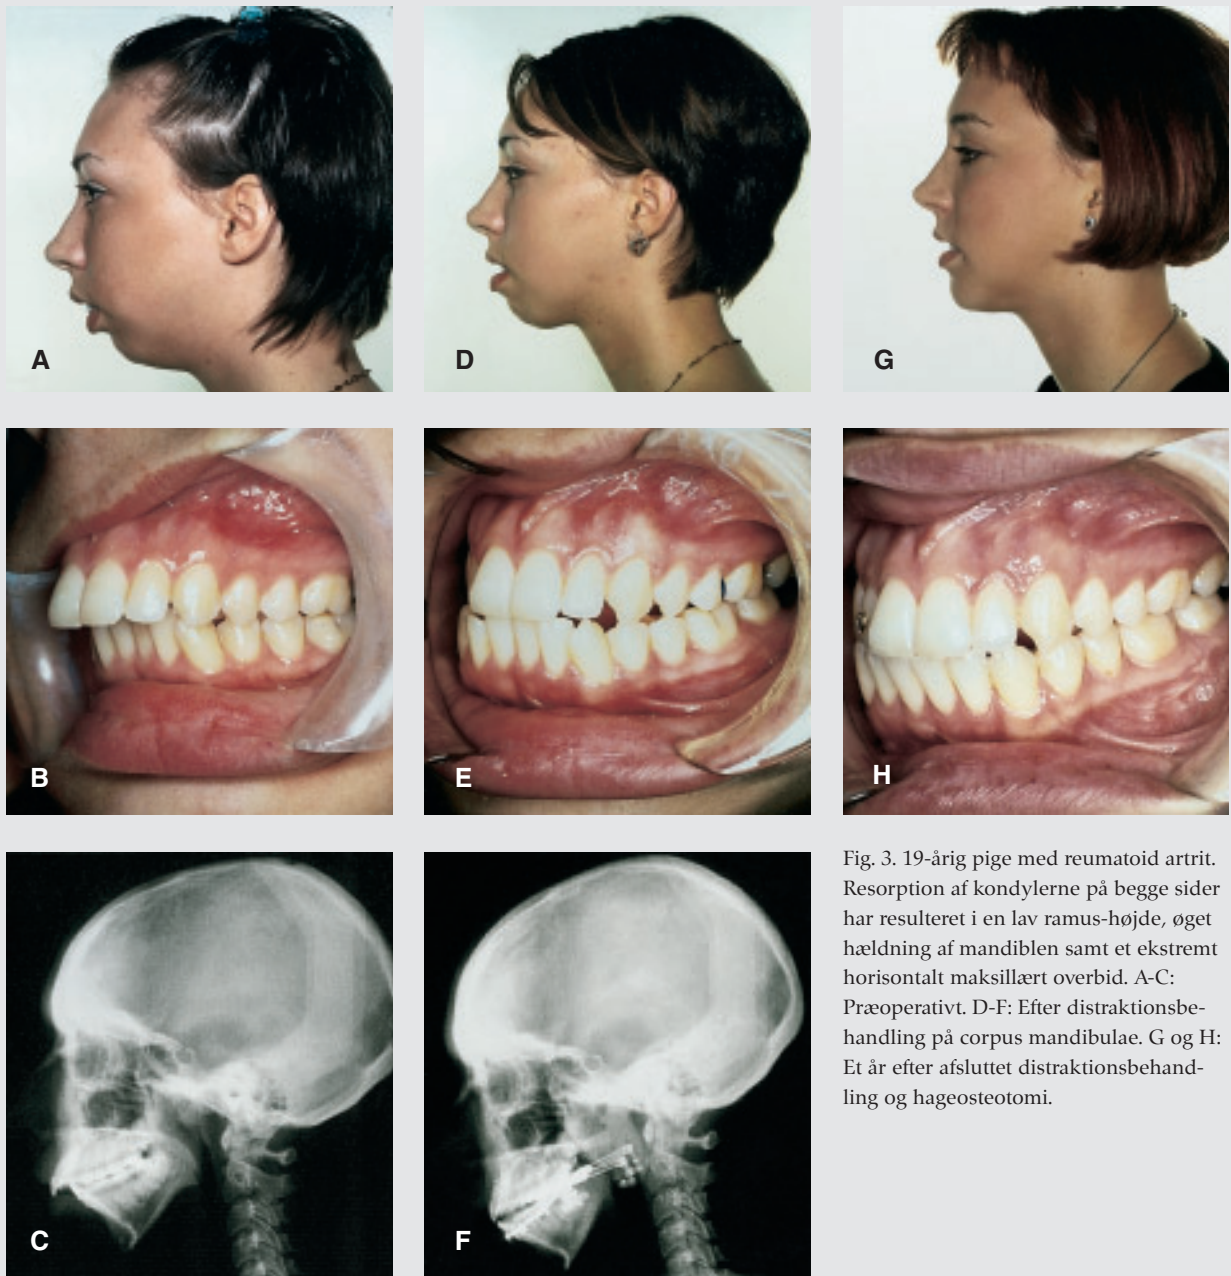 A
D
G
B
E
H
C
F
Fig. 3. 19-årig pige med reumatoid artrit.
Resorption af kondylerne på begge sider
har resulteret i en lav ramus-højde, øget
hældning af mandiblen samt et ekstremt
horisontalt maksillært overbid. A-C:
Præoperativt. D-F: Efter distraktionsbe-
handling på corpus mandibulae. G og H:
Et år efter afsluttet distraktionsbehand-
ling og hageosteotomi.